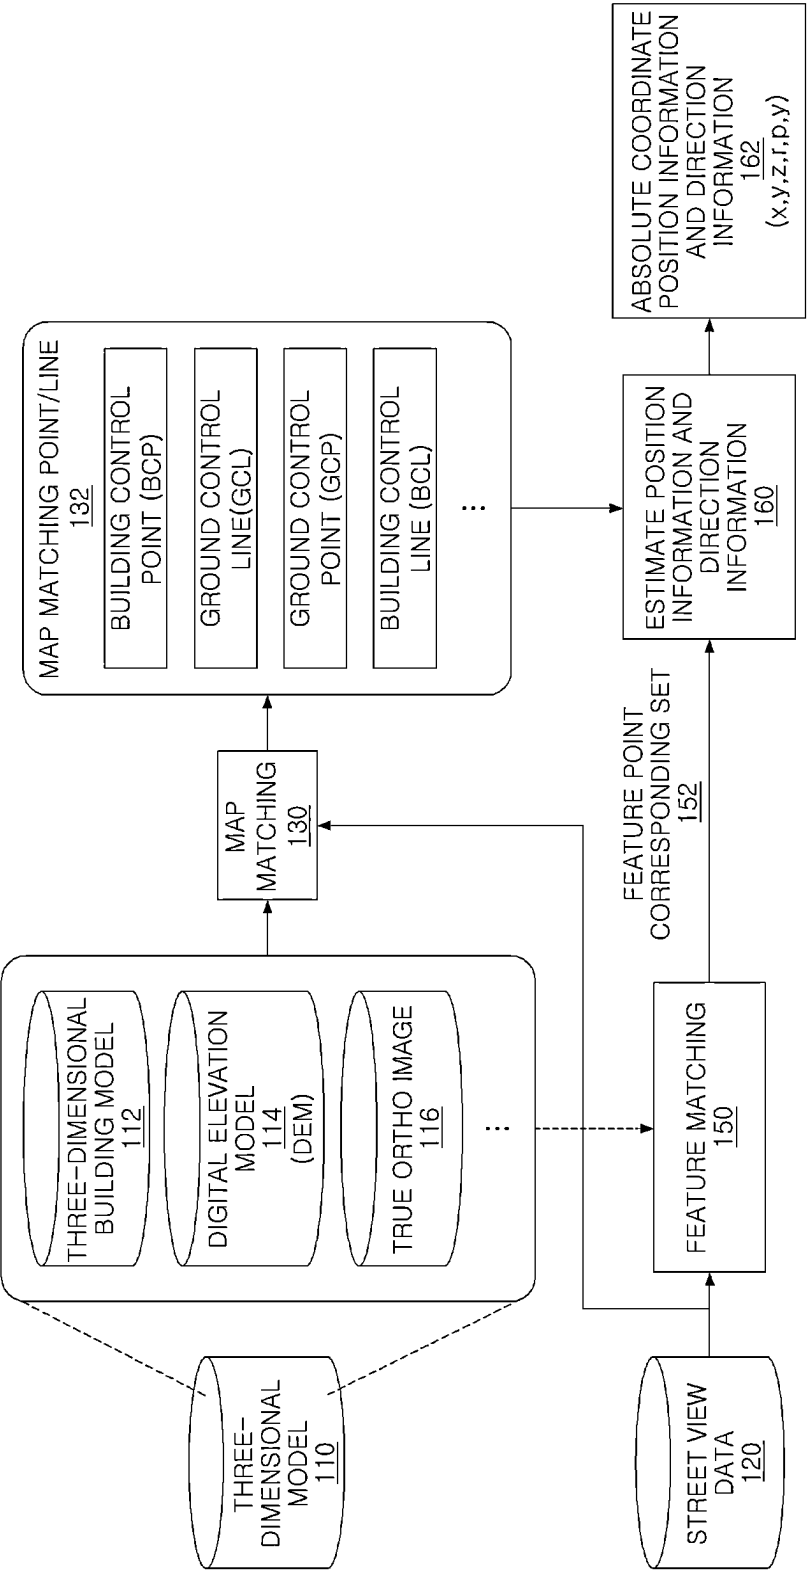 THREE-
DIMENSIONAL
MODEL
110
THREE-DIMENSIONAL
BUILDING MODEL
112
DIGITAL ELEVATION
MODEL
114
(DEM)
TRUE ORTHO IMAGE
116
...
MAP
MATCHING
130
MAP MATCHING POINT/LINE
132
BUILDING CONTROL
POINT (BCP)
GROUND CONTROL
LINE(GCL)
GROUND CONTROL
POINT (GCP)
BUILDING CONTROL
LINE (BCL)
...
STREET VIEW
DATA
120
FEATURE MATCHING
150
FEATURE POINT
CORRESPONDING SET
152
ESTIMATE POSITION
INFORMATION AND
DIRECTION
INFORMATION
160
ABSOLUTE COORDINATE
POSITION INFORMATION
AND DIRECTION
INFORMATION
162
(x,y,z,r,p,y)